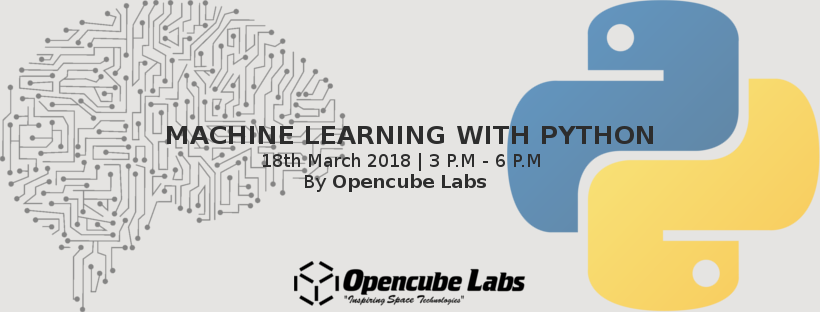 MACHINE LEARNING WITH PYTHON
18th March 2018 | 3 P.M - 6 P.M
By Opencube Labs
Opencube Labs
"Inspiring Space Technologies"